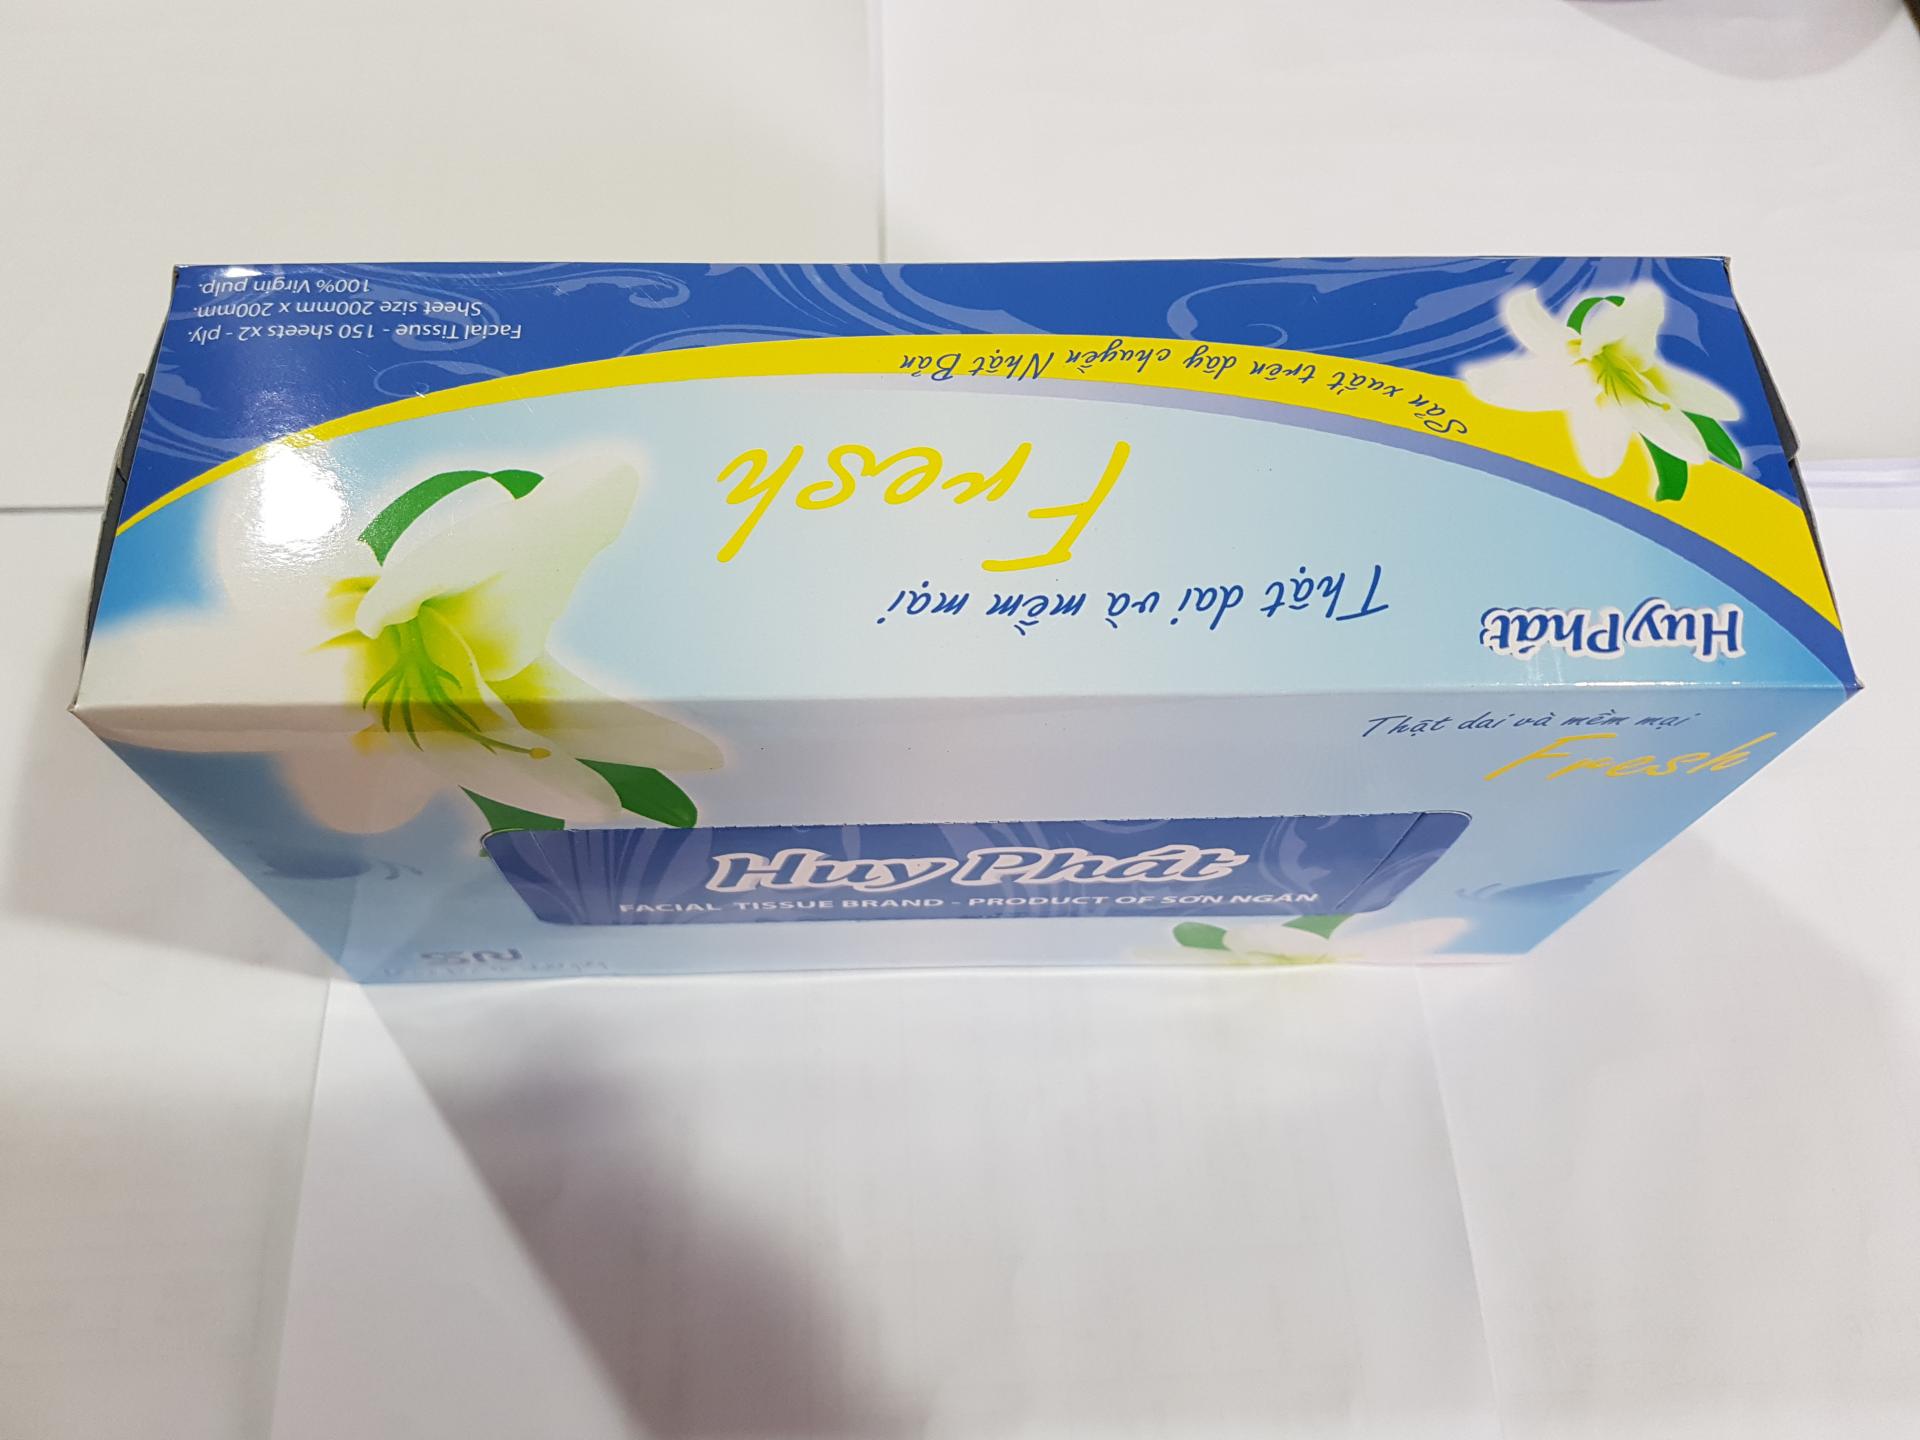 Huy Phát
Thật dai và mềm mại
Fresh
Sản xuất trên dây chuyền Nhật Bản
Facial Tissue - 150 sheets x2 - ply.
Sheet size 200mm x 200mm.
100% Virgin pulp.
Thật dai và mềm mại
Fresh
Huy Phát
FACIAL TISSUE BRAND - PRODUCT OF SƠN NGÂN